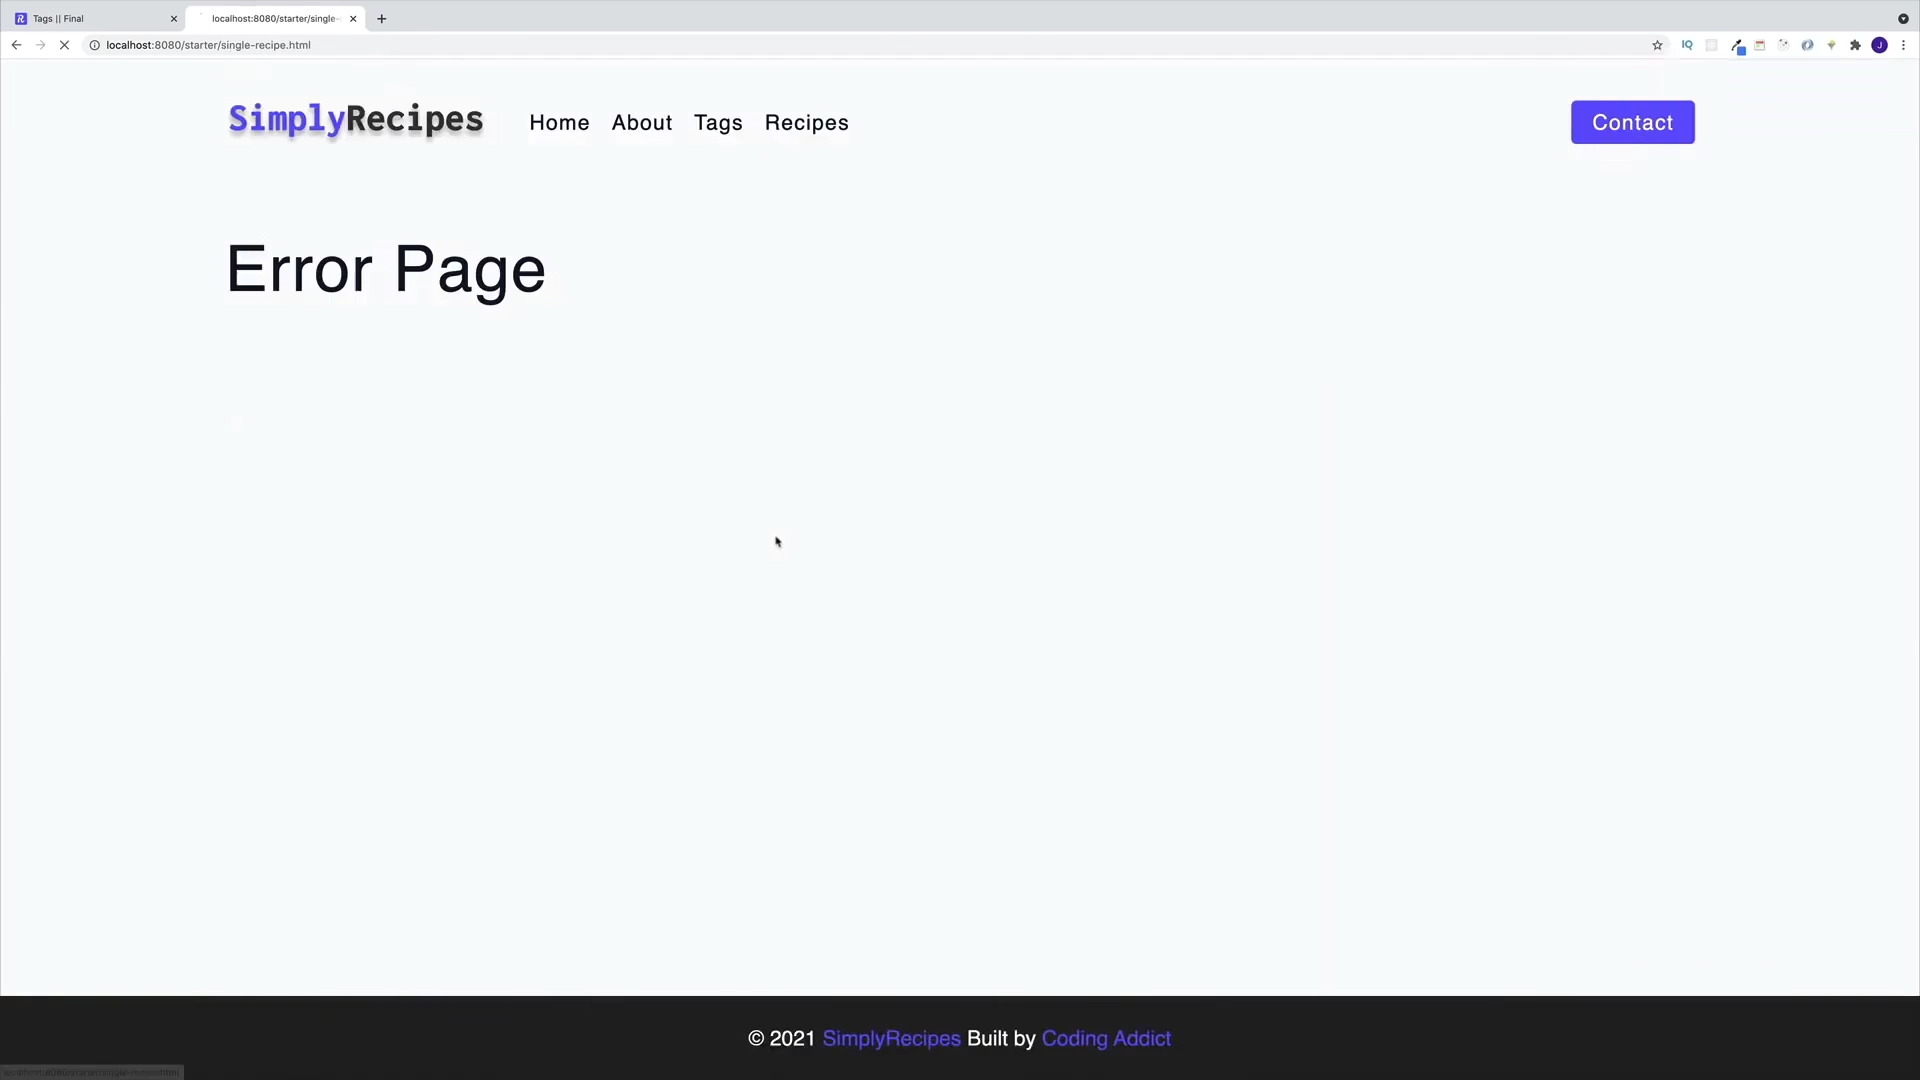 Tags || Final
localhost:8080/starter/single-
localhost:8080/starter/single-recipe.html
IQ
J
SimplyRecipes
Home About Tags Recipes
Contact
Error Page
© 2021 SimplyRecipes Built by Coding Addict